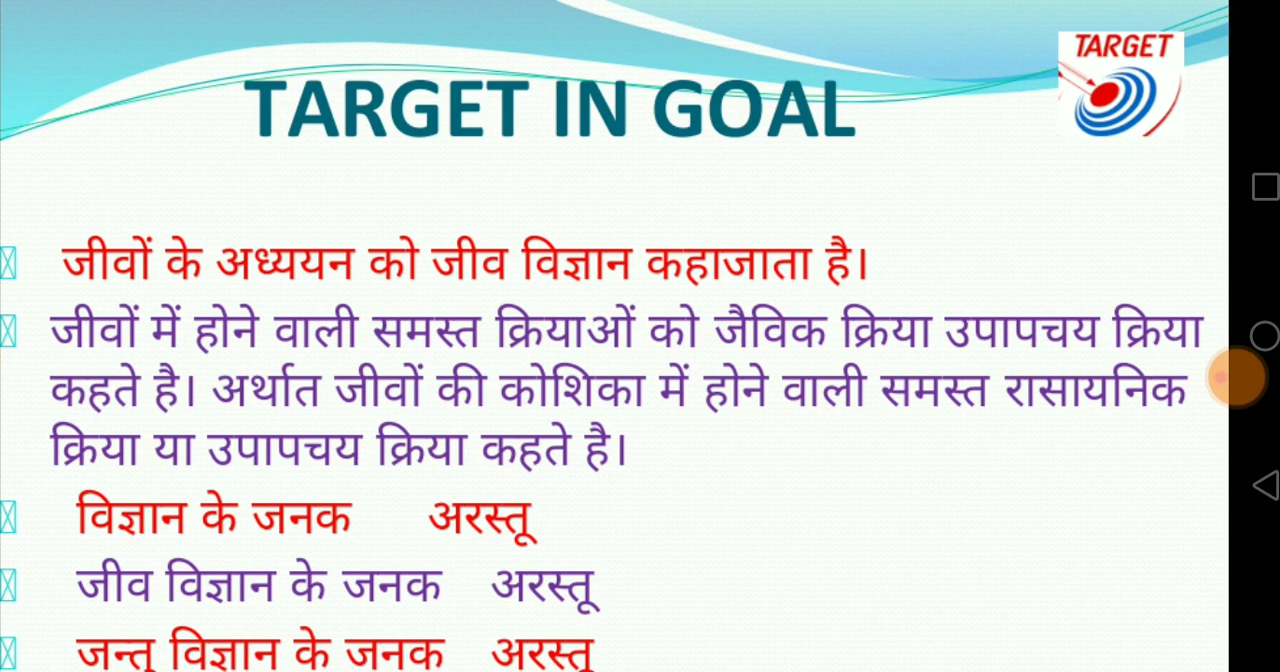 TARGET
TARGET IN GOAL
जीवों के अध्ययन को जीव विज्ञान कहाजाता है।
जीवों में होने वाली समस्त क्रियाओं को जैविक क्रिया उपापचय क्रिया
कहते है। अर्थात जीवों की कोशिका में होने वाली समस्त रासायनिक
क्रिया या उपापचय क्रिया कहते है।
विज्ञान के जनक अरस्तू
जीव विज्ञान के जनक अरस्तू
जन्तु विज्ञान के जनक अरस्तू